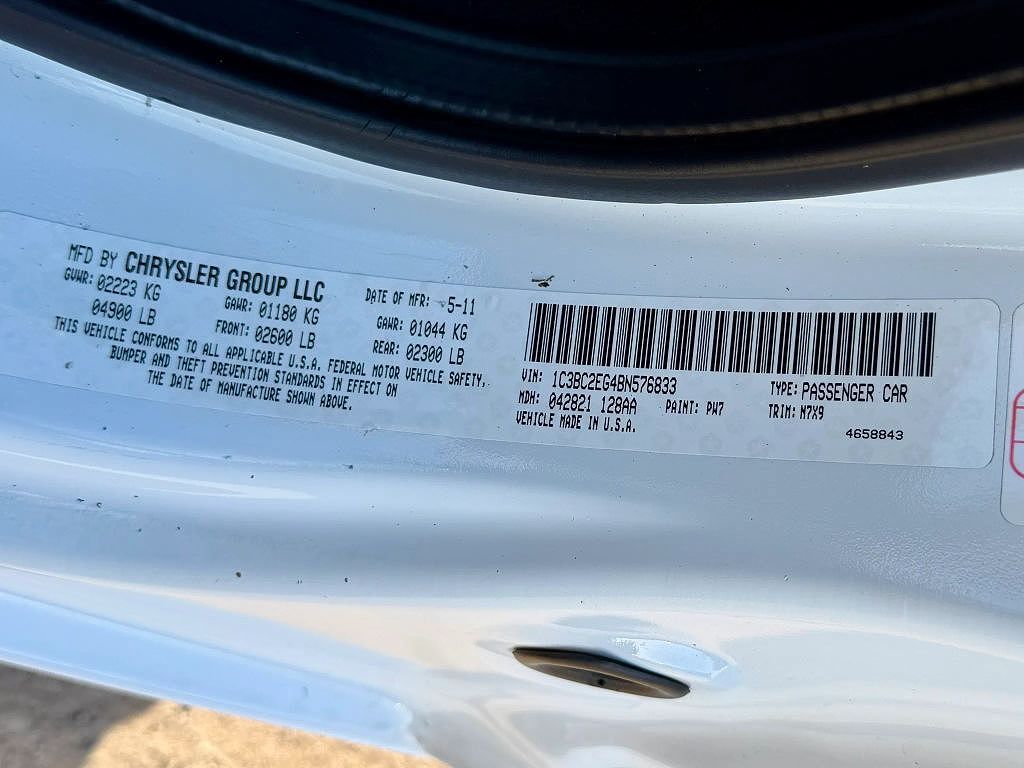 MFD BY CHRYSLER GROUP LLC
DATE OF MFR: 5-11
GVWR: 02223 KG
GAWR: 01180 KG
GAWR: 01044 KG
04900 LB
FRONT: 02600 LB
REAR: 02300 LB
THIS VEHICLE CONFORMS TO ALL APPLICABLE U.S.A. FEDERAL MOTOR VEHICLE SAFETY,
BUMPER AND THEFT PREVENTION STANDARDS IN EFFECT ON
THE DATE OF MANUFACTURE SHOWN ABOVE.
VIN: 1C3BC2EG4BN576833
TYPE: PASSENGER CAR
MDH: 042821 128AA
PAINT: PW7
TRIM: N7X9
VEHICLE MADE IN U.S.A.
4658843